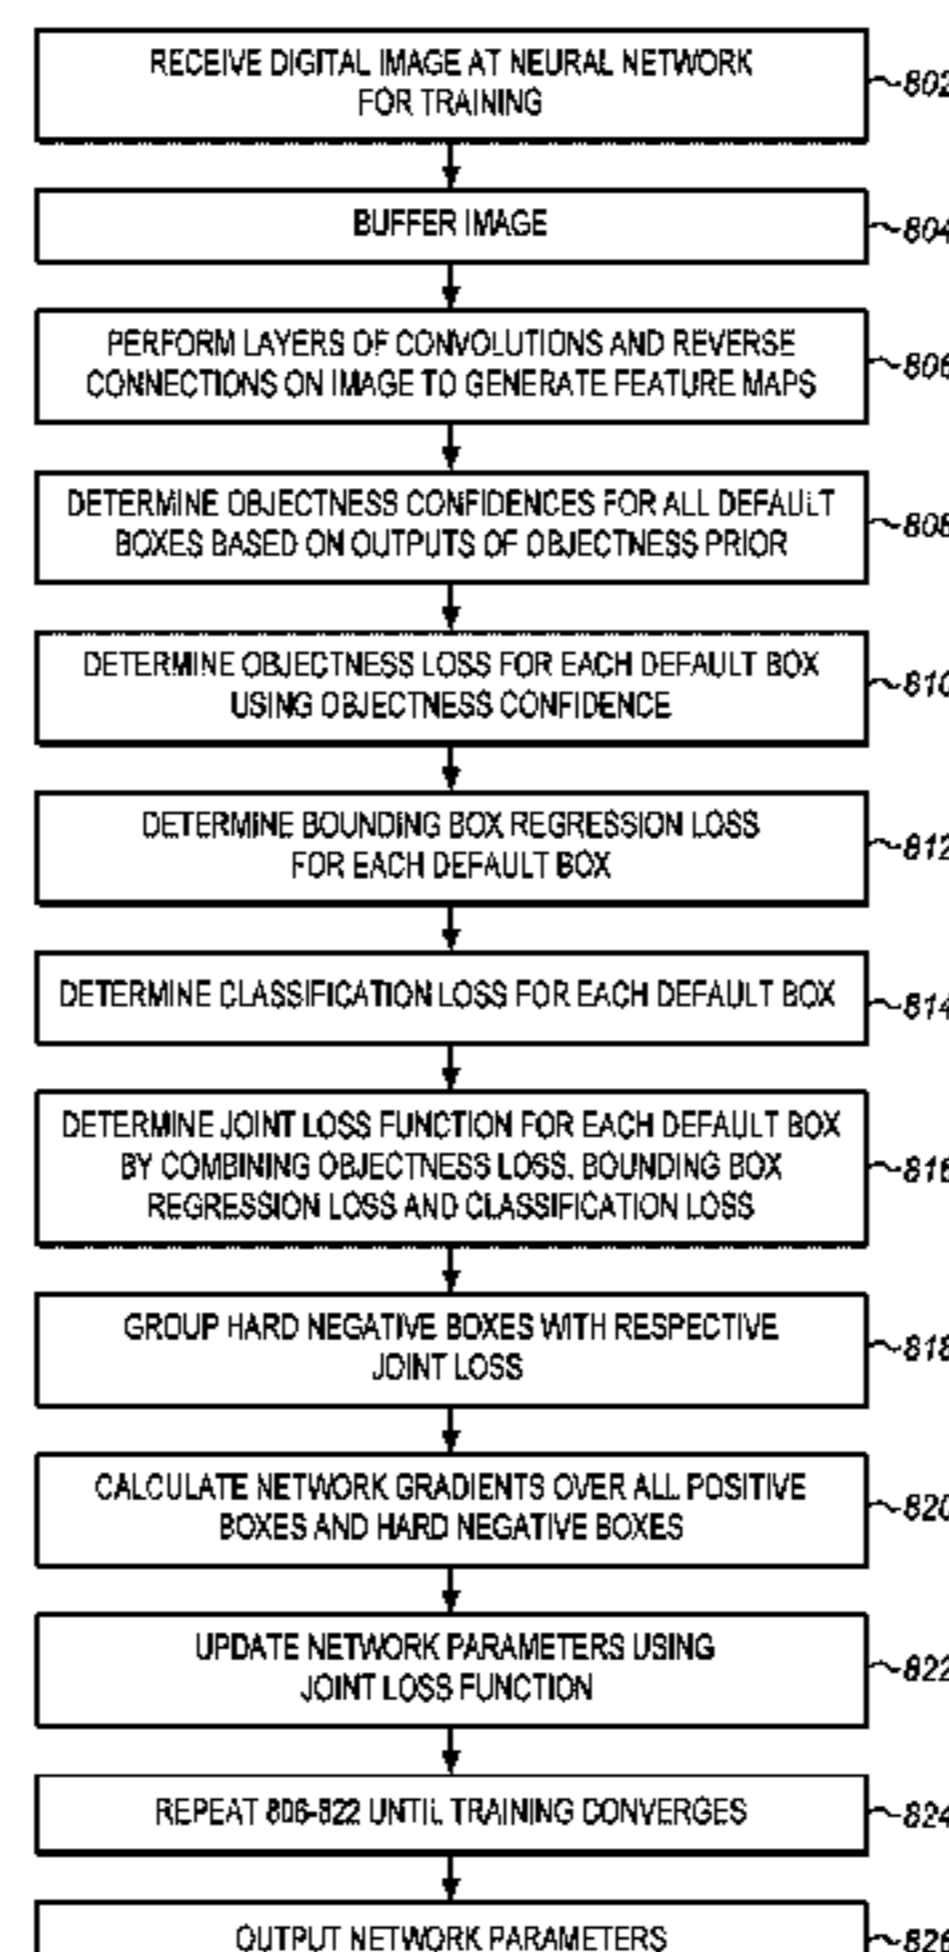 RECEIVE DIGITAL IMAGE AT NEURAL NETWORK
FOR TRAINING
802
BUFFER IMAGE
804
PERFORM LAYERS OF CONVOLUTIONS AND REVERSE
CONNECTIONS ON IMAGE TO GENERATE FEATURE MAPS
806
DETERMINE OBJECTNESS CONFIDENCES FOR ALL DEFAULT
BOXES BASED ON OUTPUTS OF OBJECTNESS PRIOR
808
DETERMINE OBJECTNESS LOSS FOR EACH DEFAULT BOX
USING OBJECTNESS CONFIDENCE
810
DETERMINE BOUNDING BOX REGRESSION LOSS
FOR EACH DEFAULT BOX
812
DETERMINE CLASSIFICATION LOSS FOR EACH DEFAULT BOX
814
DETERMINE JOINT LOSS FUNCTION FOR EACH DEFAULT BOX
BY COMBINING OBJECTNESS LOSS, BOUNDING BOX
REGRESSION LOSS AND CLASSIFICATION LOSS
816
GROUP HARD NEGATIVE BOXES WITH RESPECTIVE
JOINT LOSS
818
CALCULATE NETWORK GRADIENTS OVER ALL POSITIVE
BOXES AND HARD NEGATIVE BOXES
820
UPDATE NETWORK PARAMETERS USING
JOINT LOSS FUNCTION
822
REPEAT 806-822 UNTIL TRAINING CONVERGES
824
OUTPUT NETWORK PARAMETERS
826